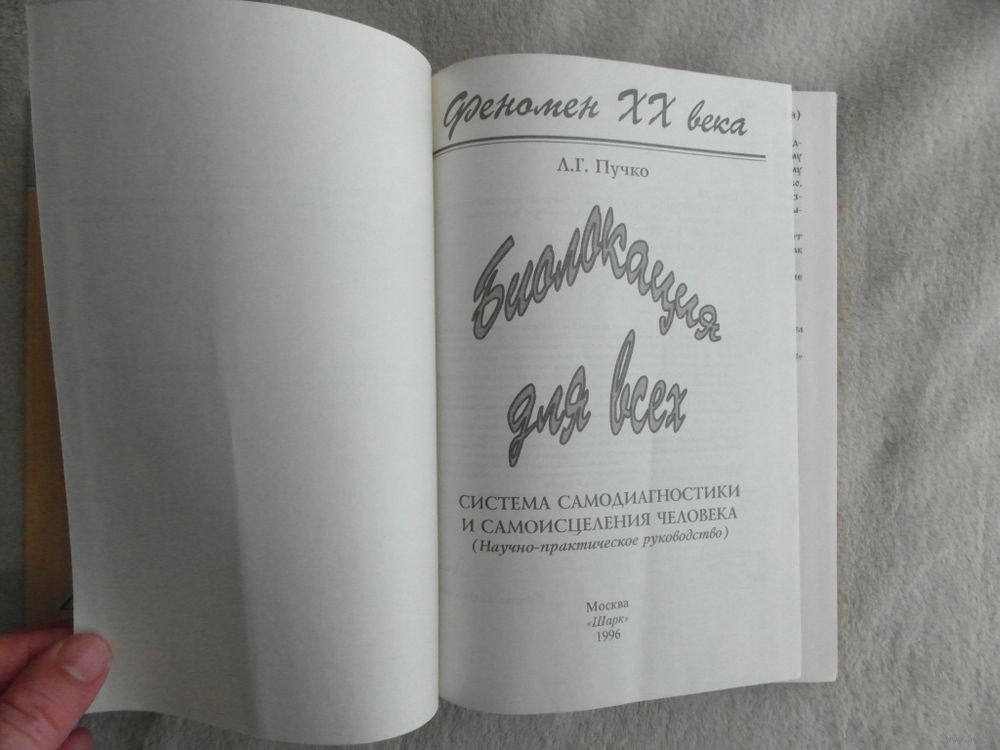 Феномен XX века
Л.Г. Пучко
Биолокация
для всех
СИСТЕМА САМОДИАГНОСТИКИ
И САМОИСЦЕЛЕНИЯ ЧЕЛОВЕКА
(Научно-практическое руководство)
Москва
«Шарк»
1996